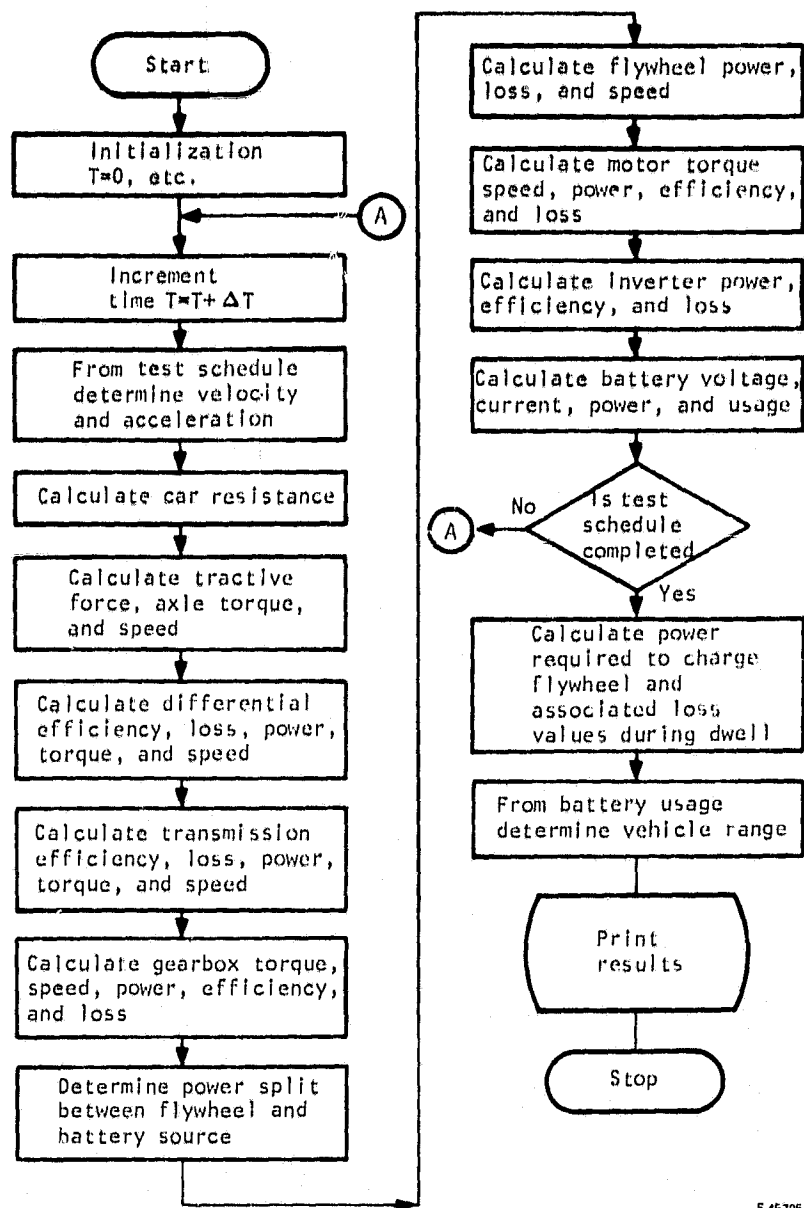 Start
Initialization
T=0, etc.
A
Increment
time T=T+ ΔT
From test schedule
determine velocity
and acceleration
Calculate car resistance
Calculate tractive
force, axle torque,
and speed
Calculate differential
efficiency, loss, power,
torque, and speed
Calculate transmission
efficiency, loss, power,
torque, and speed
Calculate gearbox torque,
speed, power, efficiency,
and loss
Determine power split
between flywheel and
battery source
Calculate flywheel power,
loss, and speed
Calculate motor torque
speed, power, efficiency,
and loss
Calculate inverter power,
efficiency, and loss
Calculate battery voltage,
current, power, and usage
Is test
schedule
completed
No
A
Yes
Calculate power
required to charge
flywheel and
associated loss
values during dwell
From battery usage
determine vehicle range
Print
results
Stop